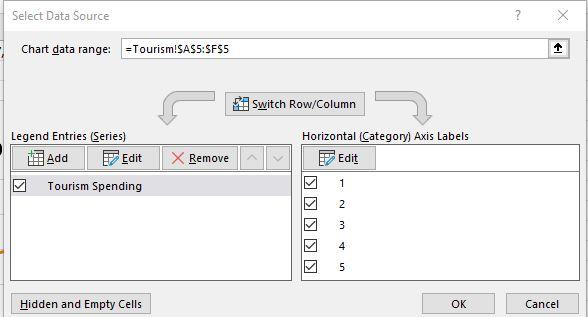 Select Data Source
? ×
Chart data range: =Tourism!$A$5:$F$5
Switch Row/Column
Legend Entries (Series)
Horizontal (Category) Axis Labels
Add Edit Remove
Edit
Tourism Spending
1
2
3
4
5
Hidden and Empty Cells
OK Cancel